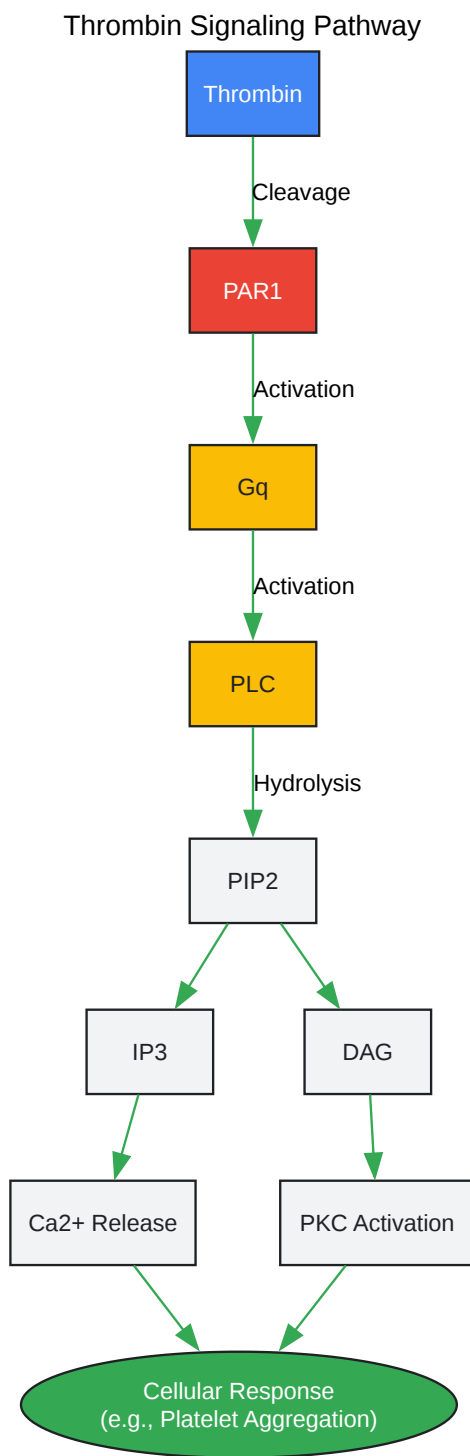 Thrombin Signaling Pathway
Thrombin
Cleavage
PAR1
Activation
Gq
Activation
PLC
Hydrolysis
PIP2
IP3
DAG
Ca2+ Release
PKC Activation
Cellular Response
(e.g., Platelet Aggregation)